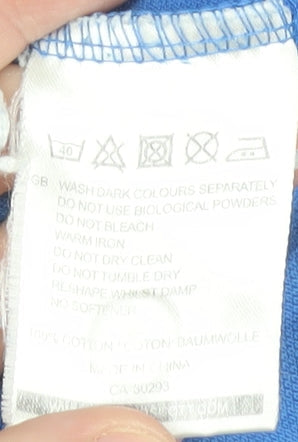 40
GB WASH DARK COLOURS SEPARATELY
DO NOT USE BIOLOGICAL POWDERS
DO NOT BLEACH
WARM IRON
DO NOT DRY CLEAN
DO NOT TUMBLE DRY
RESHAPE WHILST DAMP
NO SOFTENER
100% COTTON COTON BAUMWOLLE
MADE IN CHINA
CA 30293